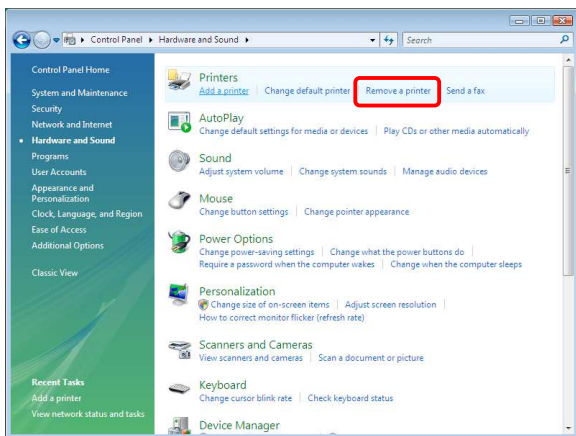 Control Panel ▸ Hardware and Sound ▸
Search
Control Panel Home
System and Maintenance
Security
Network and Internet
• Hardware and Sound
Programs
User Accounts
Appearance and
Personalization
Clock, Language, and Region
Ease of Access
Additional Options
Classic View
Recent Tasks
Add a printer
View network status and tasks
Printers
Add a printer | Change default printer | Remove a printer | Send a fax
AutoPlay
Change default settings for media or devices | Play CDs or other media automatically
Sound
Adjust system volume | Change system sounds | Manage audio devices
Mouse
Change button settings | Change pointer appearance
Power Options
Change power-saving settings | Change what the power buttons do |
Require a password when the computer wakes | Change when the computer sleeps
Personalization
Change size of on-screen items | Adjust screen resolution |
How to correct monitor flicker (refresh rate)
Scanners and Cameras
View scanners and cameras | Scan a document or picture
Keyboard
Change cursor blink rate | Check keyboard status
Device Manager